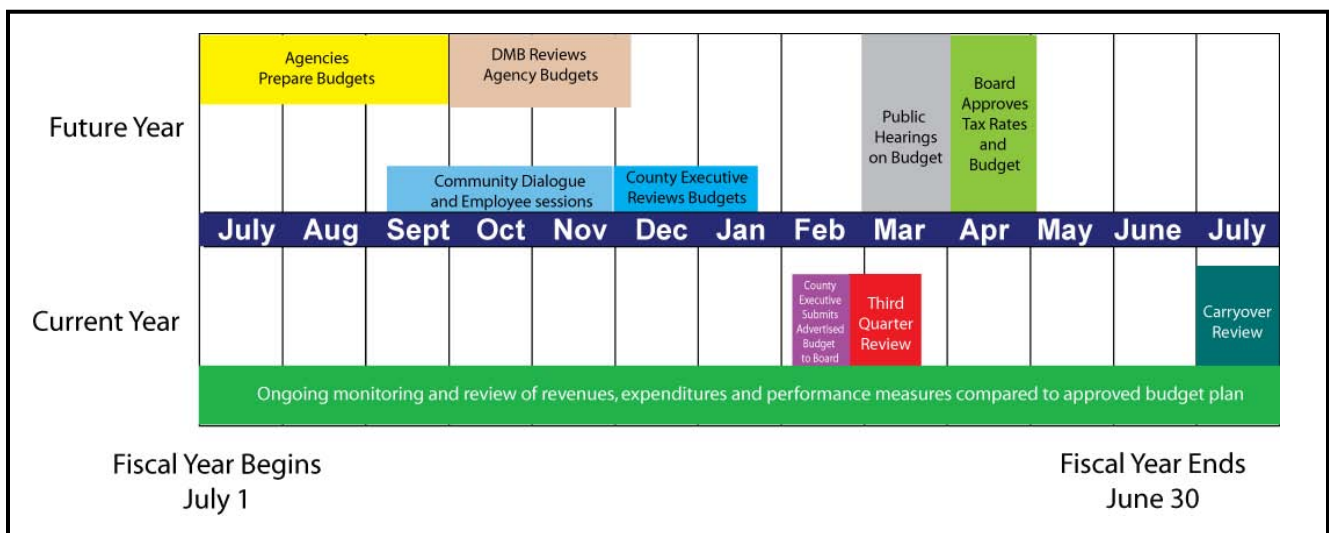 Agencies
Prepare Budgets
DMB Reviews
Agency Budgets
Future Year
Public
Hearings
on Budget
Board
Approves
Tax Rates
and
Budget
Community Dialogue
and Employee sessions
County Executive
Reviews Budgets
July Aug Sept Oct Nov Dec Jan Feb Mar Apr May June July
Current Year
County
Executive
Submits
Advertised
Budget
to Board
Third
Quarter
Review
Carryover
Review
Ongoing monitoring and review of revenues, expenditures and performance measures compared to approved budget plan
Fiscal Year Begins
July 1
Fiscal Year Ends
June 30